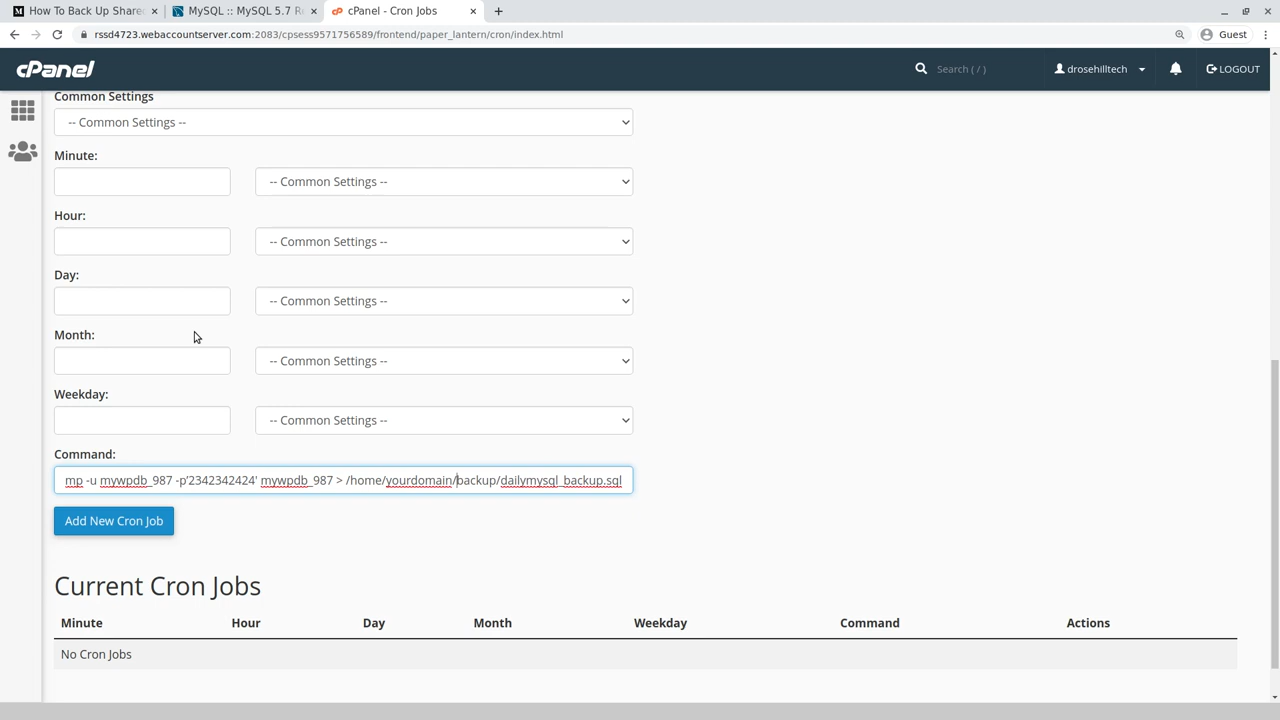 How To Back Up Share
MySQL :: MySQL 5.7 R
cPanel - Cron Jobs
rssd4723.webaccountserver.com:2083/cpsess9571756589/frontend/paper_lantern/cron/index.html
Guest
cPanel
Search ( / )
drosehilltech
LOGOUT
Common Settings
-- Common Settings --
Minute:
-- Common Settings --
Hour:
-- Common Settings --
Day:
-- Common Settings --
Month:
-- Common Settings --
Weekday:
-- Common Settings --
Command:
mp -u mywpdb_987 -p'2342342424' mywpdb_987 > /home/yourdomain/backup/dailymysql_backup.sql
Add New Cron Job
Current Cron Jobs
Minute Hour Day Month Weekday Command Actions
No Cron Jobs